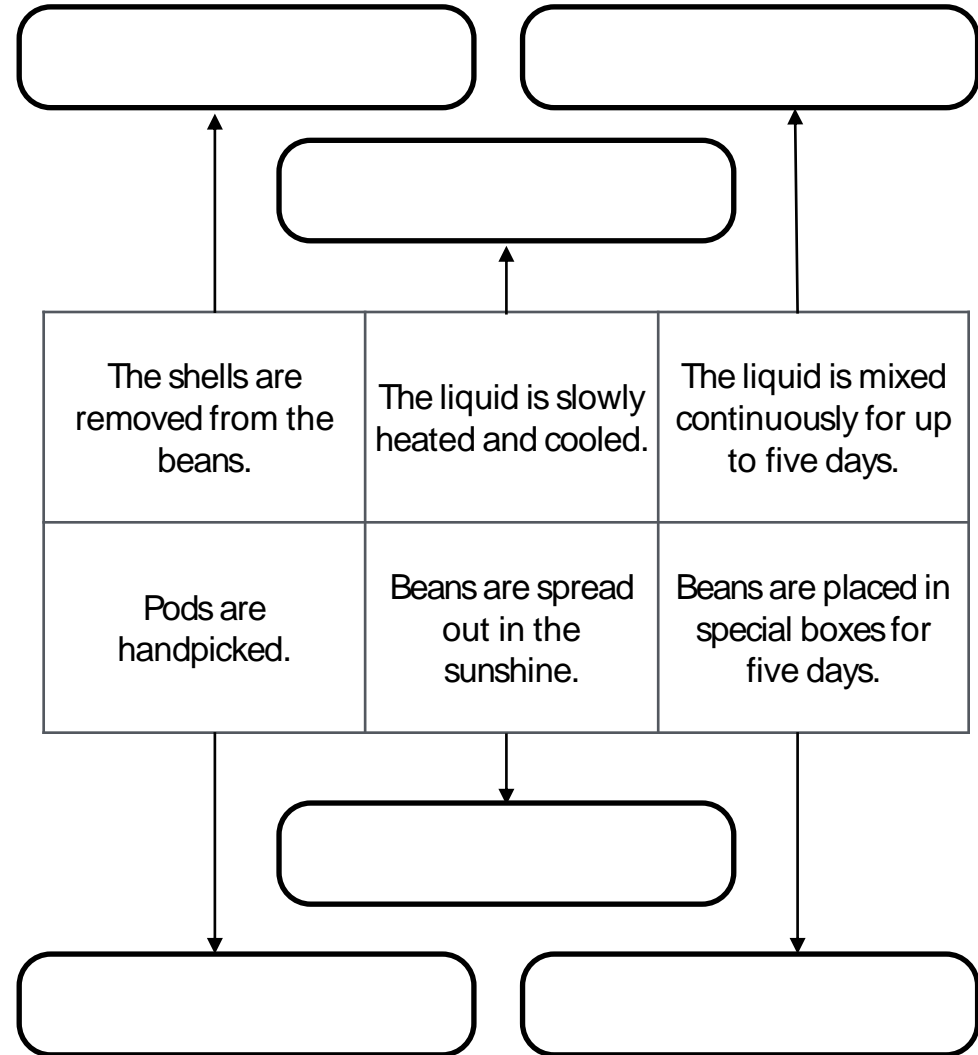 The shells are
removed from the
beans.
The liquid is slowly
heated and cooled.
The liquid is mixed
continuously for up
to five days.
Pods are
handpicked.
Beans are spread
out in the
sunshine.
Beans are placed in
special boxes for
five days.